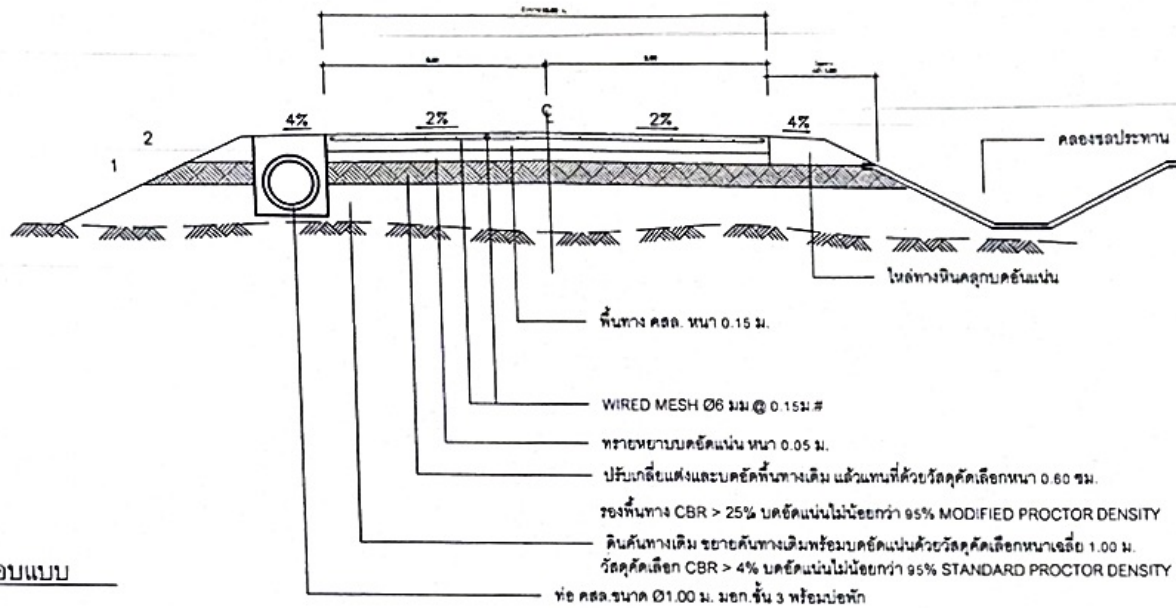 4%
2%
℄
2%
4%
2
1
คลองชลประทาน
ไหล่ทางหินคลุกบดอัดแน่น
พื้นทาง คสล. หนา 0.15 ม.
WIRED MESH Ø6 มม.@ 0.15ม.#
ทรายหยาบบดอัดแน่น หนา 0.05 ม.
ปรับเกลี่ยแต่งและบดอัดพื้นทางเดิม แล้วแทนที่ด้วยวัสดุคัดเลือกหนา 0.60 ซม.
รองพื้นทาง CBR > 25% บดอัดแน่นไม่น้อยกว่า 95% MODIFIED PROCTOR DENSITY
ดินคันทางเดิม ขยายคันทางเดิมพร้อมบดอัดแน่นด้วยวัสดุคัดเลือกหนาเฉลี่ย 1.00 ม.
วัสดุคัดเลือก CBR > 4% บดอัดแน่นไม่น้อยกว่า 95% STANDARD PROCTOR DENSITY
อบแบบ
ท่อ คสล.ขนาด Ø1.00 ม. มอก.ชั้น 3 พร้อมบ่อพัก